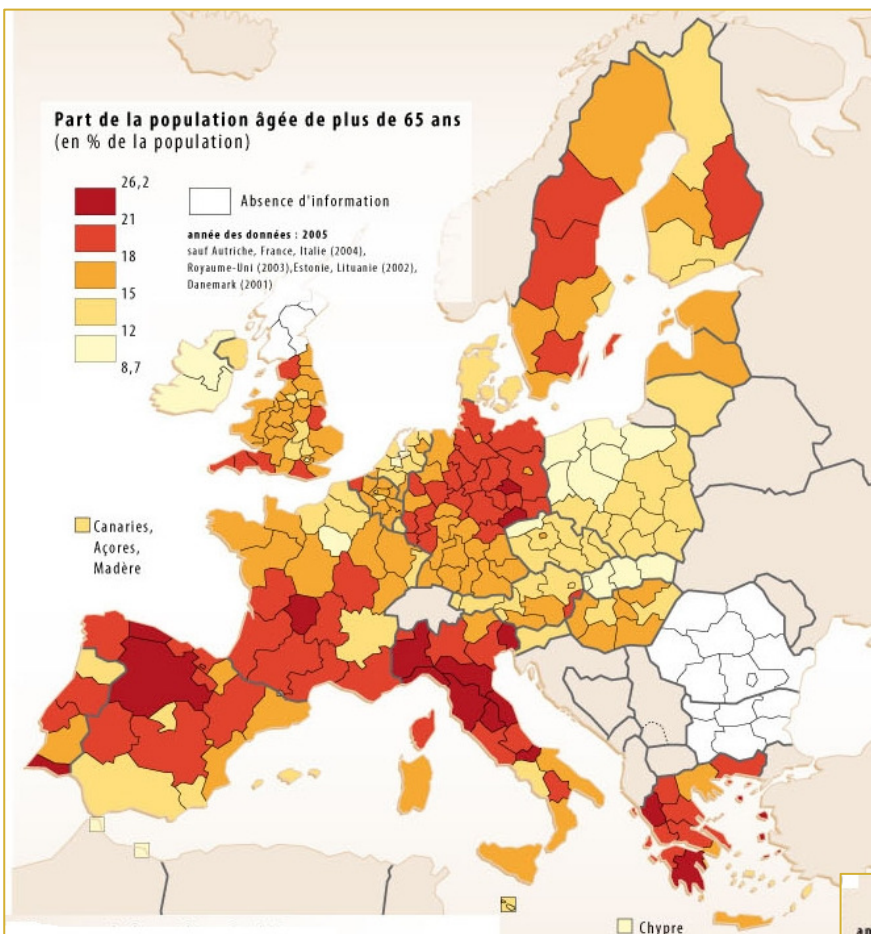 Part de la population âgée de plus de 65 ans
(en % de la population)
26,2
21
18
15
12
8,7
Absence d'information
année des données : 2005
sauf Autriche, France, Italie (2004),
Royaume-Uni (2003),Estonie, Lituanie (2002),
Danemark (2001)
Canaries,
Açores,
Madère
Chypre